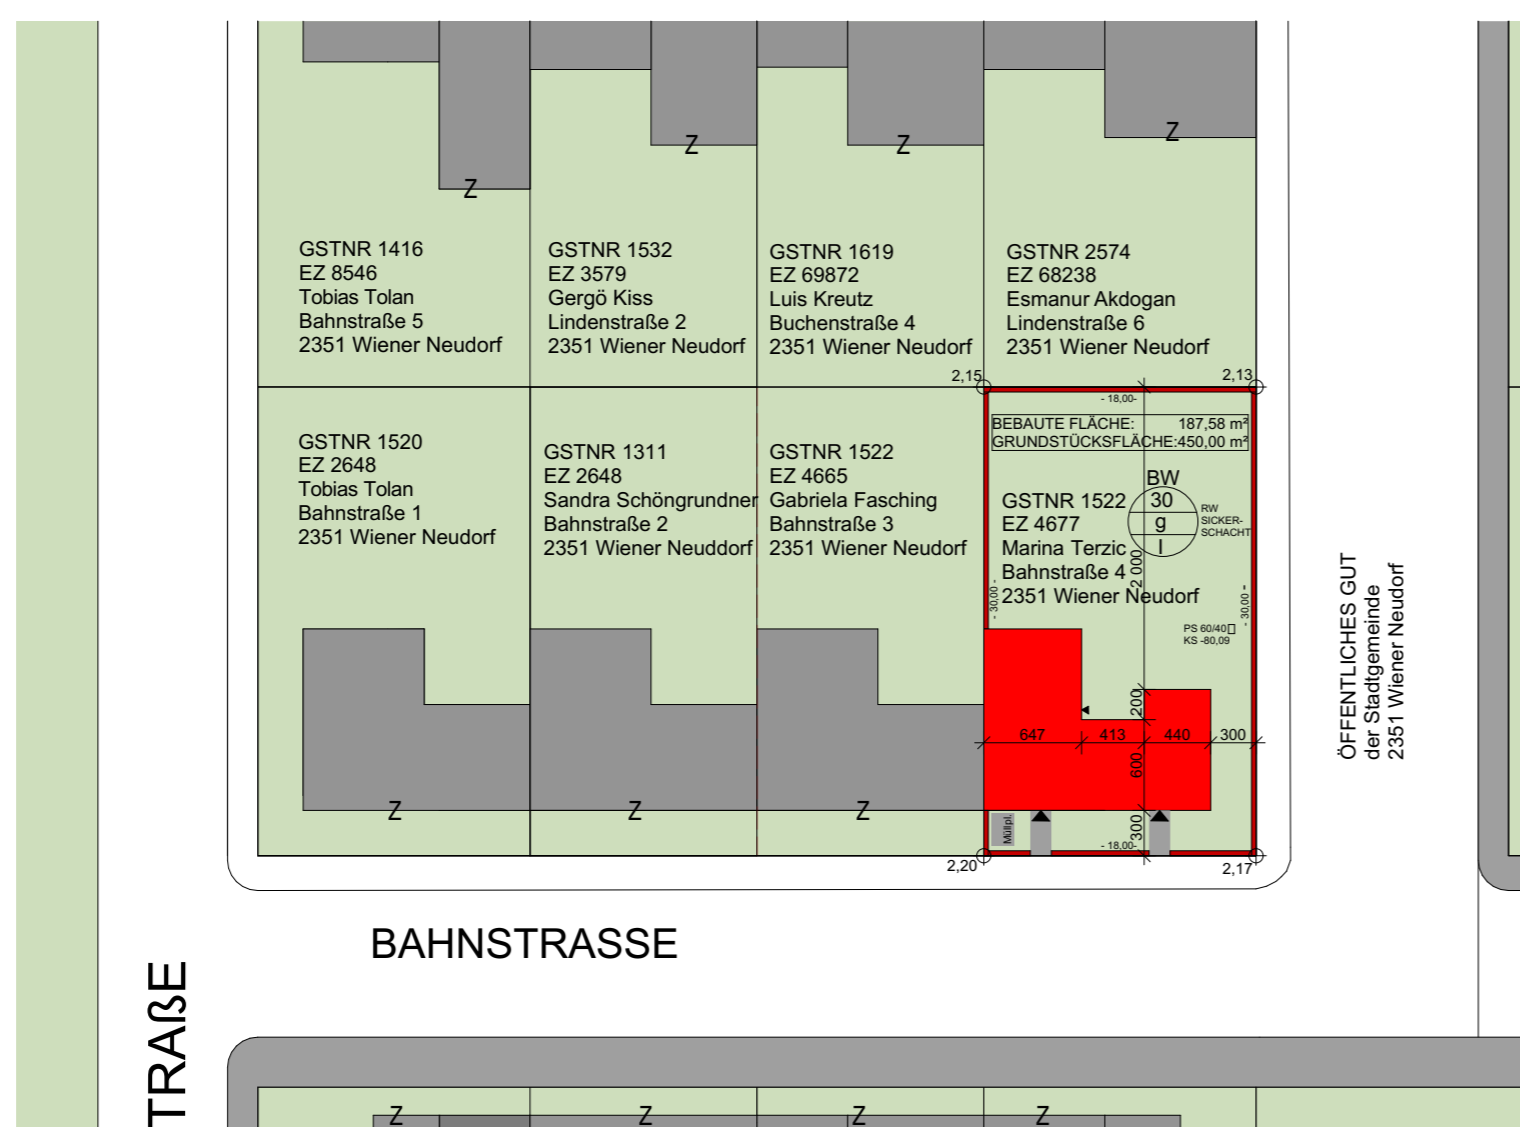 Z
Z
Z
Z
GSTNR 1416
EZ 8546
Tobias Tolan
Bahnstraße 5
2351 Wiener Neudorf
GSTNR 1532
EZ 3579
Gergö Kiss
Lindenstraße 2
2351 Wiener Neudorf
GSTNR 1619
EZ 69872
Luis Kreutz
Buchenstraße 4
2351 Wiener Neudorf
GSTNR 2574
EZ 68238
Esmanur Akdogan
Lindenstraße 6
2351 Wiener Neudorf
2,15
2,13
- 18,00-
BEBAUTE FLÄCHE: 187,58 m²
GRUNDSTÜCKSFLÄCHE:450,00 m²
GSTNR 1520
EZ 2648
Tobias Tolan
Bahnstraße 1
2351 Wiener Neudorf
GSTNR 1311
EZ 2648
Sandra Schöngrundner
Bahnstraße 2
2351 Wiener Neuddorf
GSTNR 1522
EZ 4665
Gabriela Fasching
Bahnstraße 3
2351 Wiener Neudorf
GSTNR 1522
EZ 4677
Marina Terzic
Bahnstraße 4
2351 Wiener Neudorf
BW
30
g
I
RW
SICKER-
SCHACHT
2 000
- 30,00 -
- 30,00 -
PS 60/40
KS -80,09
200
647
413
440
300
600
300
Müllpl.
- 18,00-
Z
Z
Z
2,20
2,17
ÖFFENTLICHES GUT
der Stadtgemeinde
2351 Wiener Neudorf
BAHNSTRASSE
TRAßE
Z
Z
Z
Z